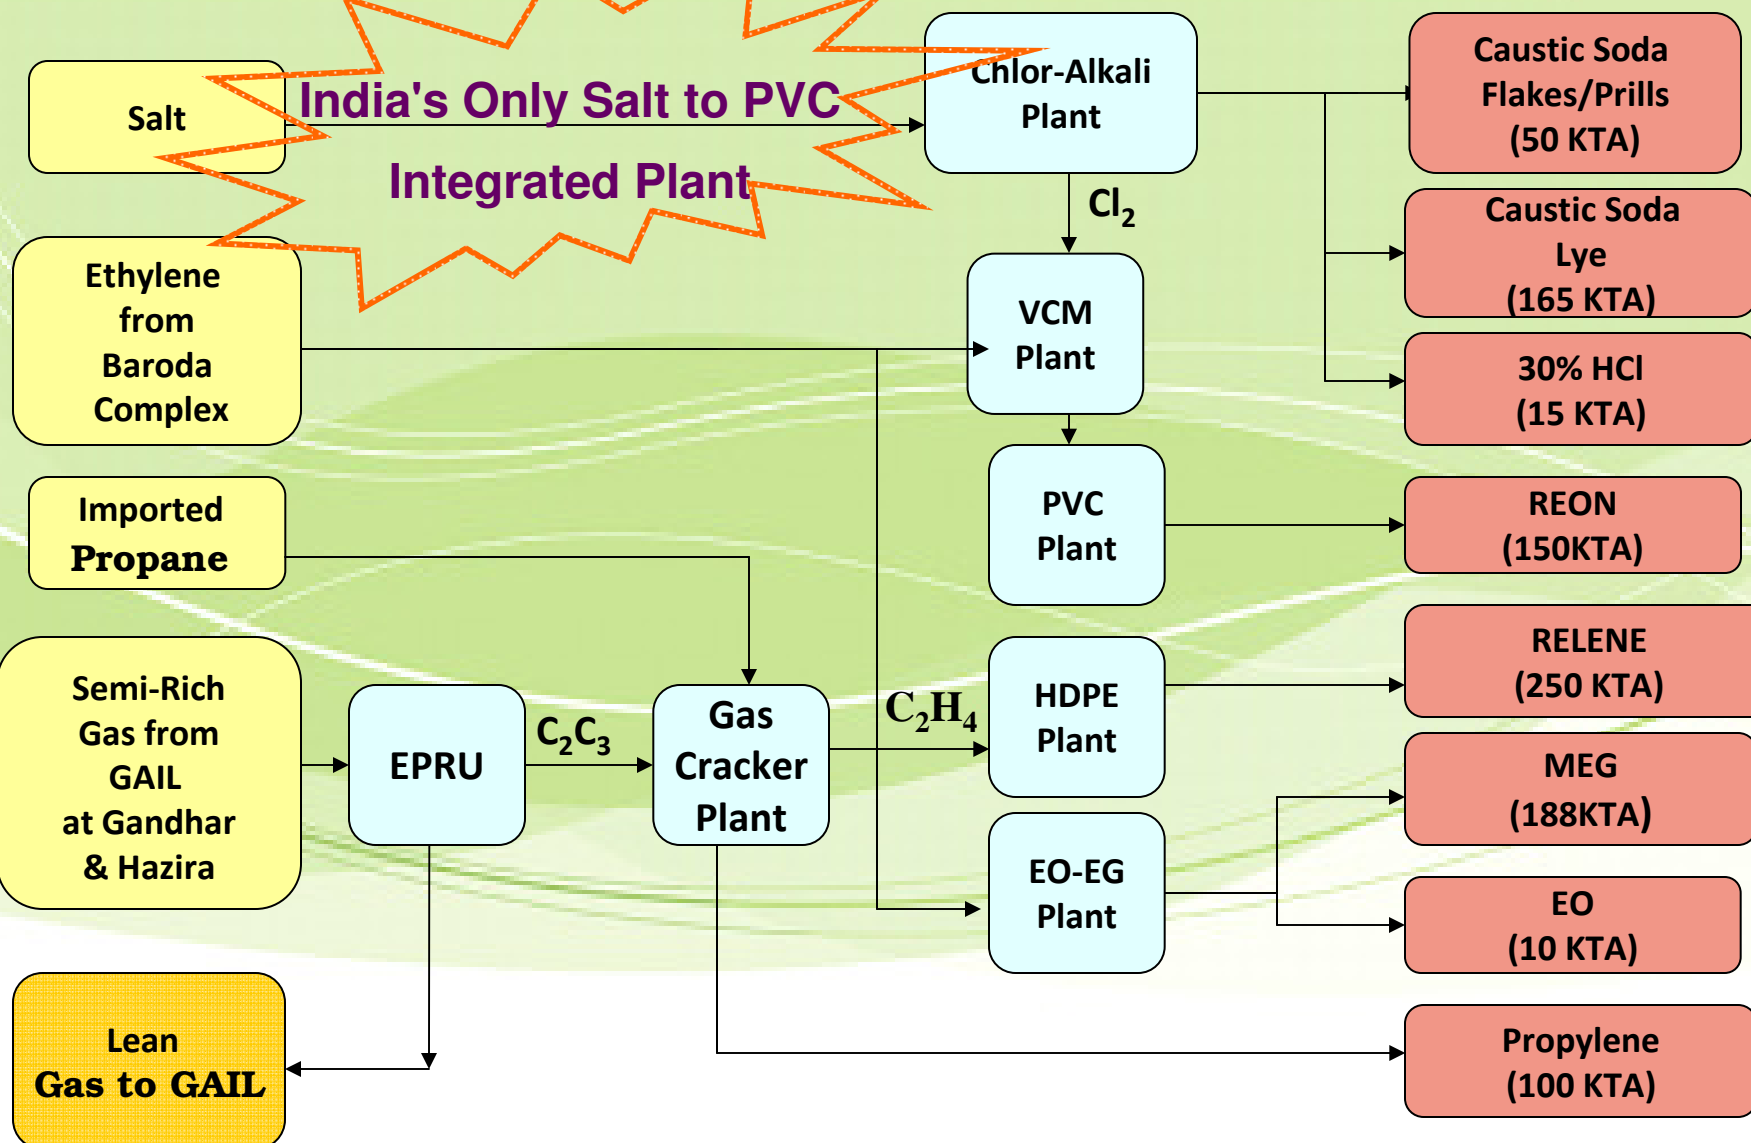 India's Only Salt to PVC
Integrated Plant
Salt
Ethylene
from
Baroda
Complex
Imported
Propane
Semi-Rich
Gas from
GAIL
at Gandhar
& Hazira
Lean
Gas to GAIL
EPRU
C₂C₃
Gas
Cracker
Plant
C₂H₄
Chlor-Alkali
Plant
Cl₂
VCM
Plant
PVC
Plant
HDPE
Plant
EO-EG
Plant
Caustic Soda
Flakes/Prills
(50 KTA)
Caustic Soda
Lye
(165 KTA)
30% HCl
(15 KTA)
REON
(150KTA)
RELENE
(250 KTA)
MEG
(188KTA)
EO
(10 KTA)
Propylene
(100 KTA)